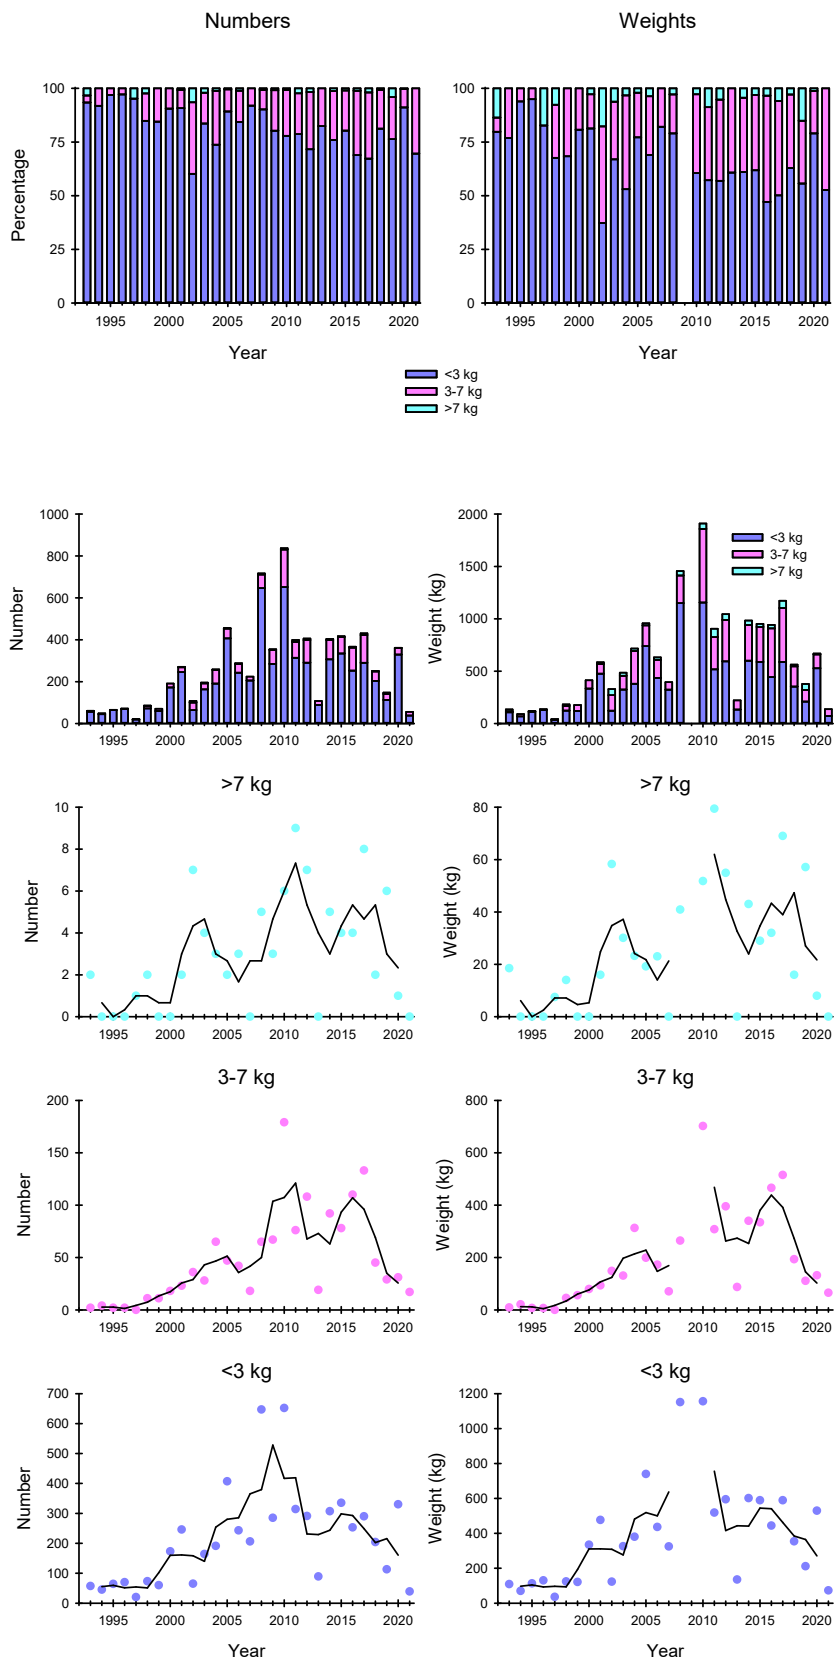 Numbers Weights
100 100
75 75
50 50
25 25
0 0
Percentage
1995 2000 2005 2010 2015 2020 1995 2000 2005 2010 2015 2020
Year Year
<3 kg
3-7 kg
>7 kg
1000 2000
800 1500
600 1000
400 500
200 0
0
Number Weight (kg)
<3 kg
3-7 kg
>7 kg
1995 2000 2005 2010 2015 2020 1995 2000 2005 2010 2015 2020
>7 kg >7 kg
10 80
8 60
6 40
4 20
2 0
0
Number Weight (kg)
1995 2000 2005 2010 2015 2020 1995 2000 2005 2010 2015 2020
3-7 kg 3-7 kg
200 800
150 600
100 400
50 200
0 0
Number Weight (kg)
1995 2000 2005 2010 2015 2020 1995 2000 2005 2010 2015 2020
<3 kg <3 kg
700 1200
600 1000
500 800
400 600
300 400
200 200
100 0
0
Number Weight (kg)
1995 2000 2005 2010 2015 2020 1995 2000 2005 2010 2015 2020
Year Year